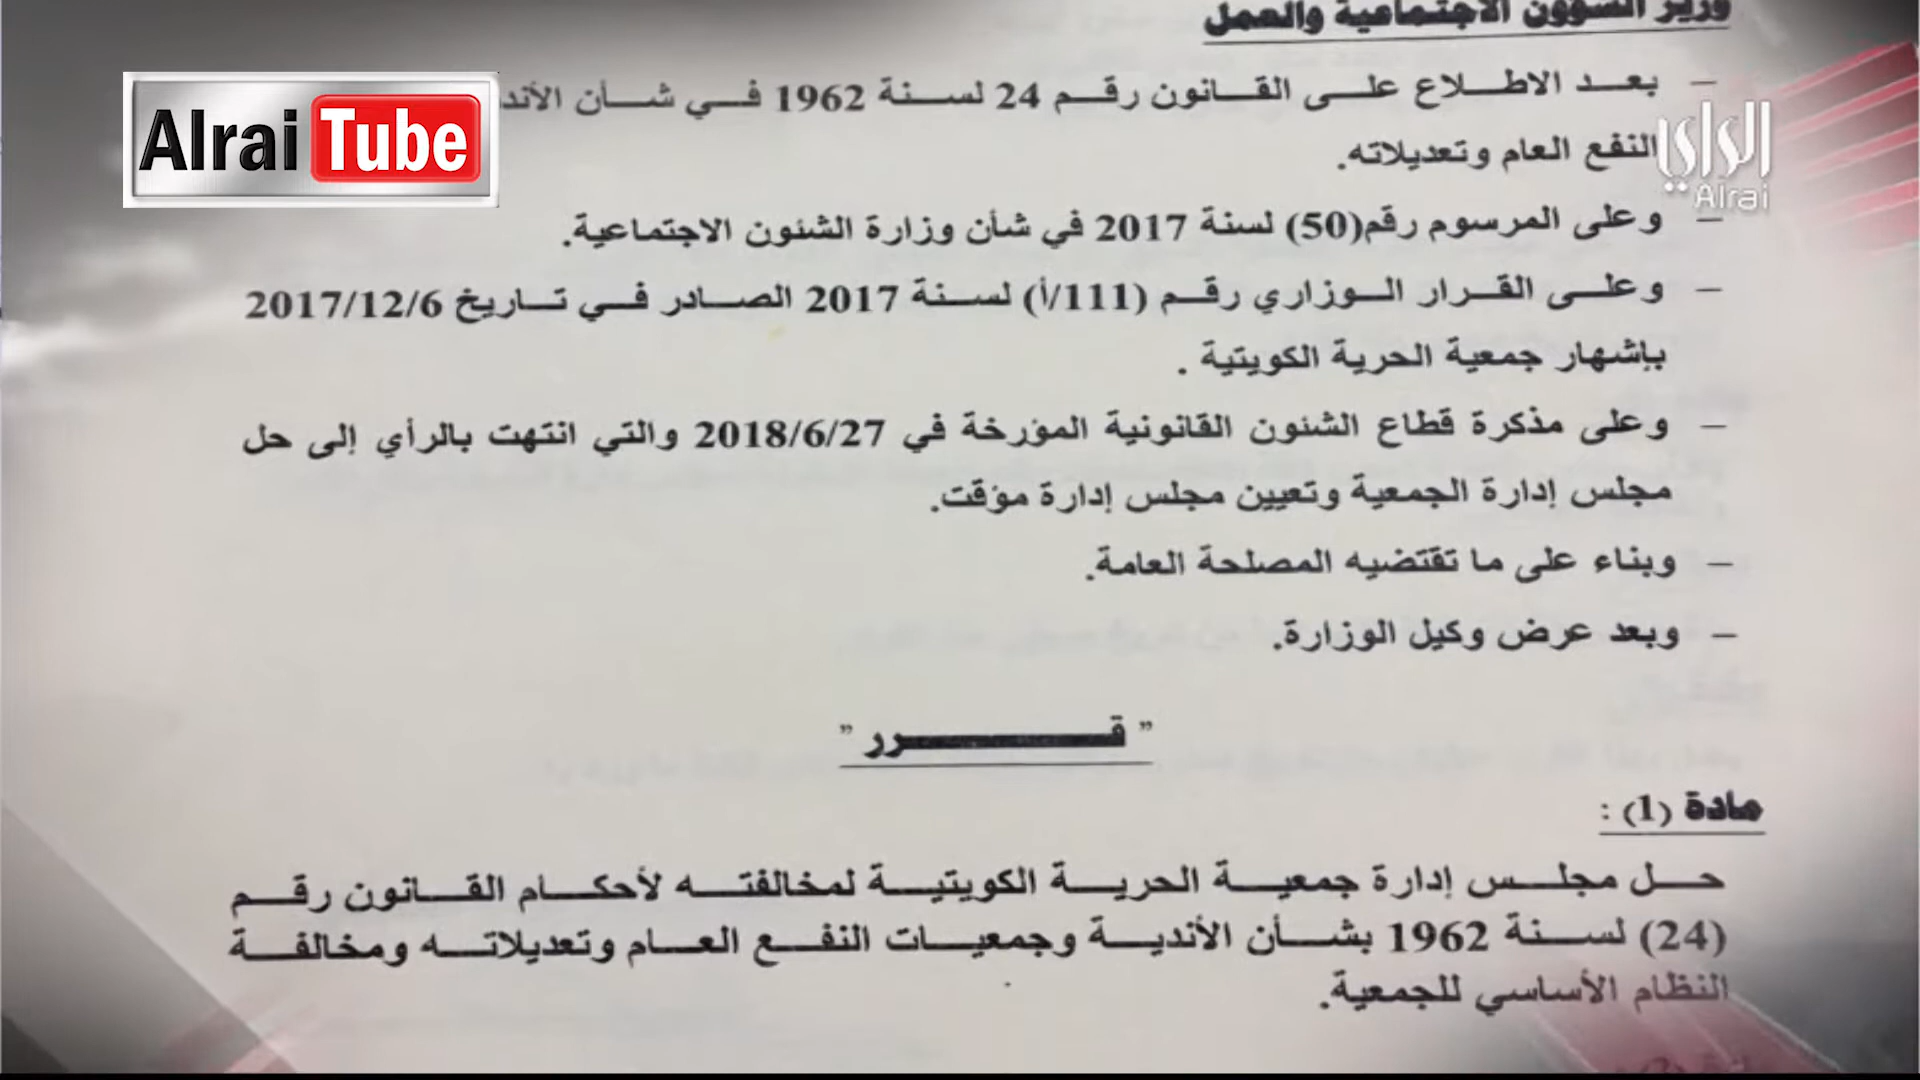 وزير الشؤون الاجتماعية والعمل
– بعد الاطلاع على القانون رقم 24 لسنة 1962 في شأن
النفع العام وتعديلاته.
– وعلى المرسوم رقم(50) لسنة 2017 في شأن وزارة الشئون الاجتماعية.
– وعلى القرار الوزاري رقم (111/أ) لسنة 2017 الصادر في تاريخ 2017/12/6
بإشهار جمعية الحرية الكويتية .
– وعلى مذكرة قطاع الشئون القانونية المؤرخة في 2018/6/27 والتي انتهت بالرأي إلى حل
مجلس إدارة الجمعية وتعيين مجلس إدارة مؤقت.
– وبناء على ما تقتضيه المصلحة العامة.
– وبعد عرض وكيل الوزارة.
" قــــــــرر "
مادة (1) :
حل مجلس إدارة جمعية الحرية الكويتية لمخالفته لأحكام القانون رقم
(24) لسنة 1962 بشأن الأندية وجمعيات النفع العام وتعديلاته ومخالفة
النظام الأساسي للجمعية.
Alrai Tube
الراي
Alrai